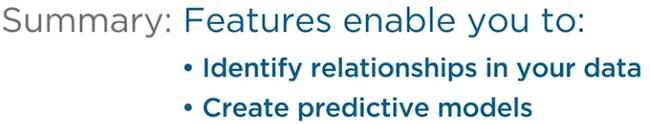 Summary: Features enable you to:
• Identify relationships in your data
• Create predictive models